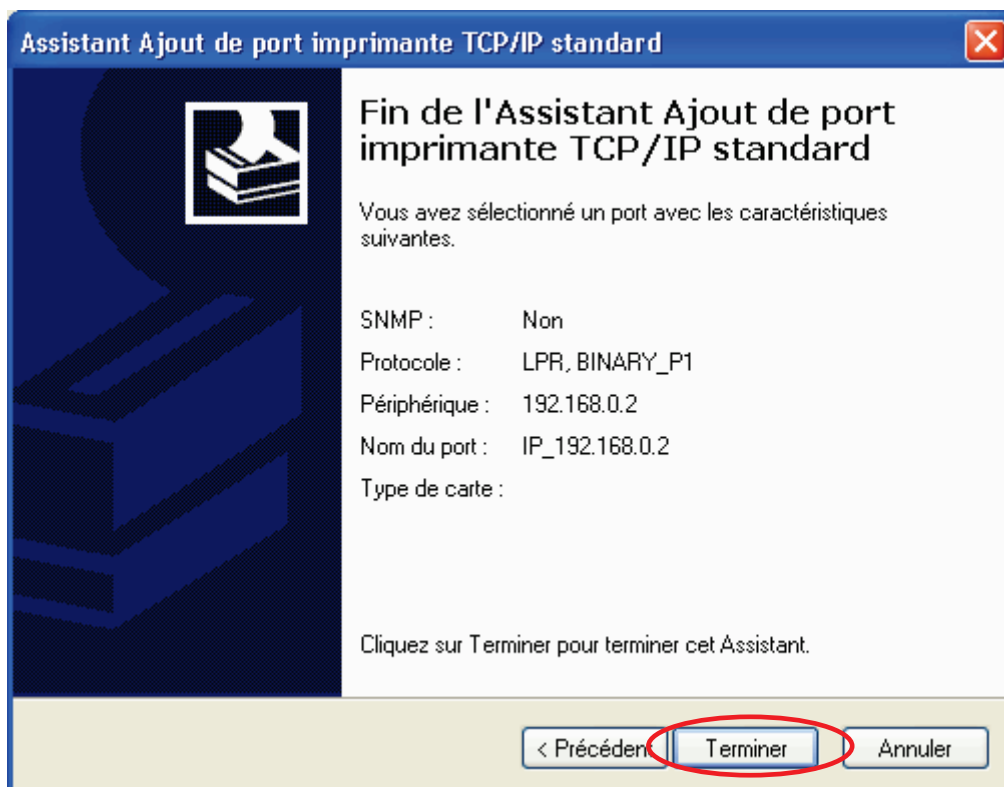 Assistant Ajout de port imprimante TCP/IP standard
Fin de l'Assistant Ajout de port
imprimante TCP/IP standard
Vous avez sélectionné un port avec les caractéristiques
suivantes.
SNMP : Non
Protocole : LPR, BINARY_P1
Périphérique : 192.168.0.2
Nom du port : IP_192.168.0.2
Type de carte :
Cliquez sur Terminer pour terminer cet Assistant.
< Précédent Terminer Annuler